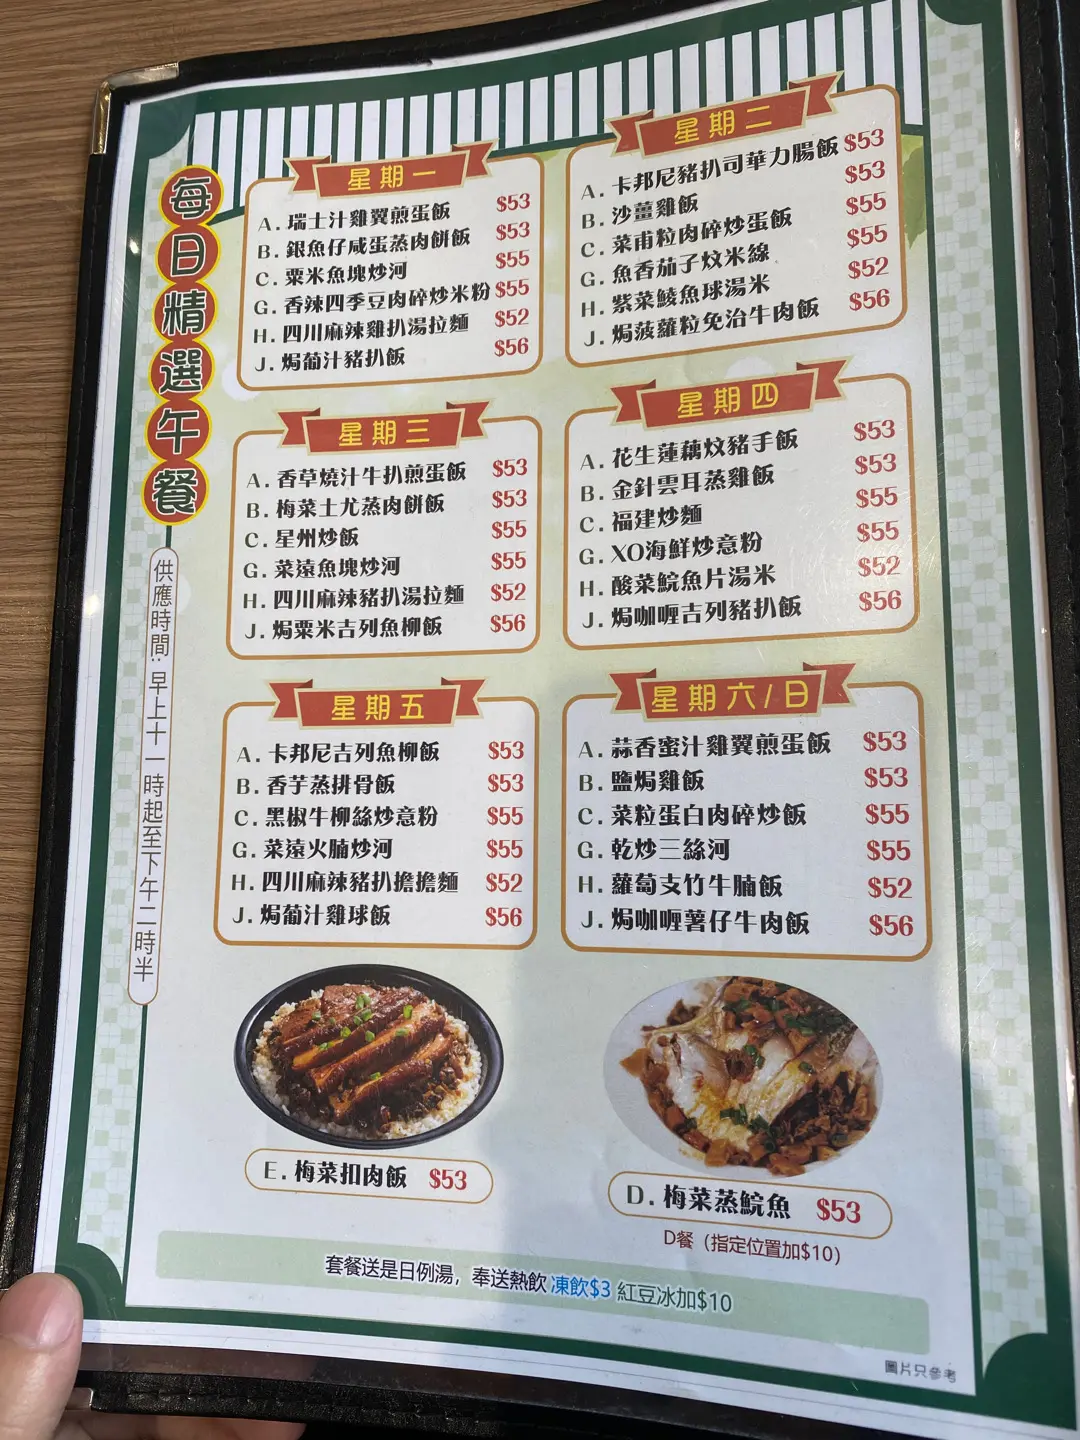 每日精選午餐
供應時間：早上十一時起至下午二時半
星期一
A. 瑞士汁雞翼煎蛋飯 $53
B. 銀魚仔咸蛋蒸肉餅飯 $53
C. 粟米魚塊炒河 $55
G. 香辣四季豆肉碎炒米粉 $55
H. 四川麻辣雞扒湯拉麵 $52
J. 焗葡汁豬扒飯 $56
星期二
A. 卡邦尼豬扒司華力腸飯 $53
B. 沙薑雞飯 $53
C. 菜甫粒肉碎炒蛋飯 $55
G. 魚香茄子炆米線 $55
H. 紫菜鯪魚球湯米 $52
J. 焗菠蘿粒免治牛肉飯 $56
星期三
A. 香草燒汁牛扒煎蛋飯 $53
B. 梅菜土尤蒸肉餅飯 $53
C. 星州炒飯 $55
G. 菜遠魚塊炒河 $55
H. 四川麻辣豬扒湯拉麵 $52
J. 焗粟米吉列魚柳飯 $56
星期四
A. 花生蓮藕炆豬手飯 $53
B. 金針雲耳蒸雞飯 $53
C. 福建炒麵 $55
G. XO海鮮炒意粉 $55
H. 酸菜鯇魚片湯米 $52
J. 焗咖喱吉列豬扒飯 $56
星期五
A. 卡邦尼吉列魚柳飯 $53
B. 香芋蒸排骨飯 $53
C. 黑椒牛柳絲炒意粉 $55
G. 菜遠火腩炒河 $55
H. 四川麻辣豬扒擔擔麵 $52
J. 焗葡汁雞球飯 $56
星期六/日
A. 蒜香蜜汁雞翼煎蛋飯 $53
B. 鹽焗雞飯 $53
C. 菜粒蛋白肉碎炒飯 $55
G. 乾炒三絲河 $55
H. 蘿蔔支竹牛腩飯 $52
J. 焗咖喱薯仔牛肉飯 $56
E. 梅菜扣肉飯 $53
D. 梅菜蒸鯇魚 $53
D餐（指定位置加$10）
套餐送是日例湯，奉送熱飲 凍飲$3 紅豆冰加$10
圖片只參考